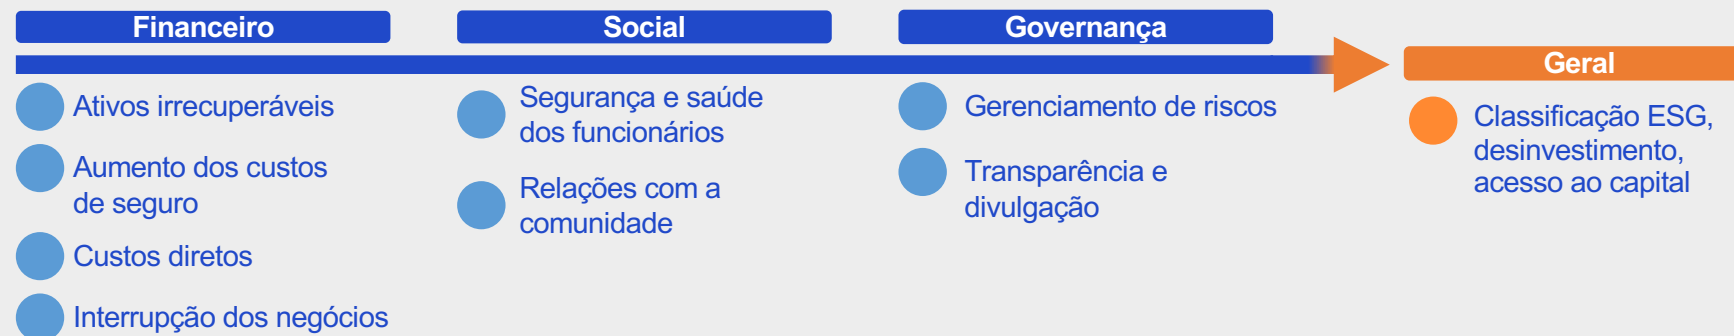 Financeiro
Ativos irrecuperáveis
Aumento dos custos
de seguro
Custos diretos
Interrupção dos negócios
Social
Segurança e saúde
dos funcionários
Relações com a
comunidade
Governança
Gerenciamento de riscos
Transparência e
divulgação
Geral
Classificação ESG,
desinvestimento,
acesso ao capital